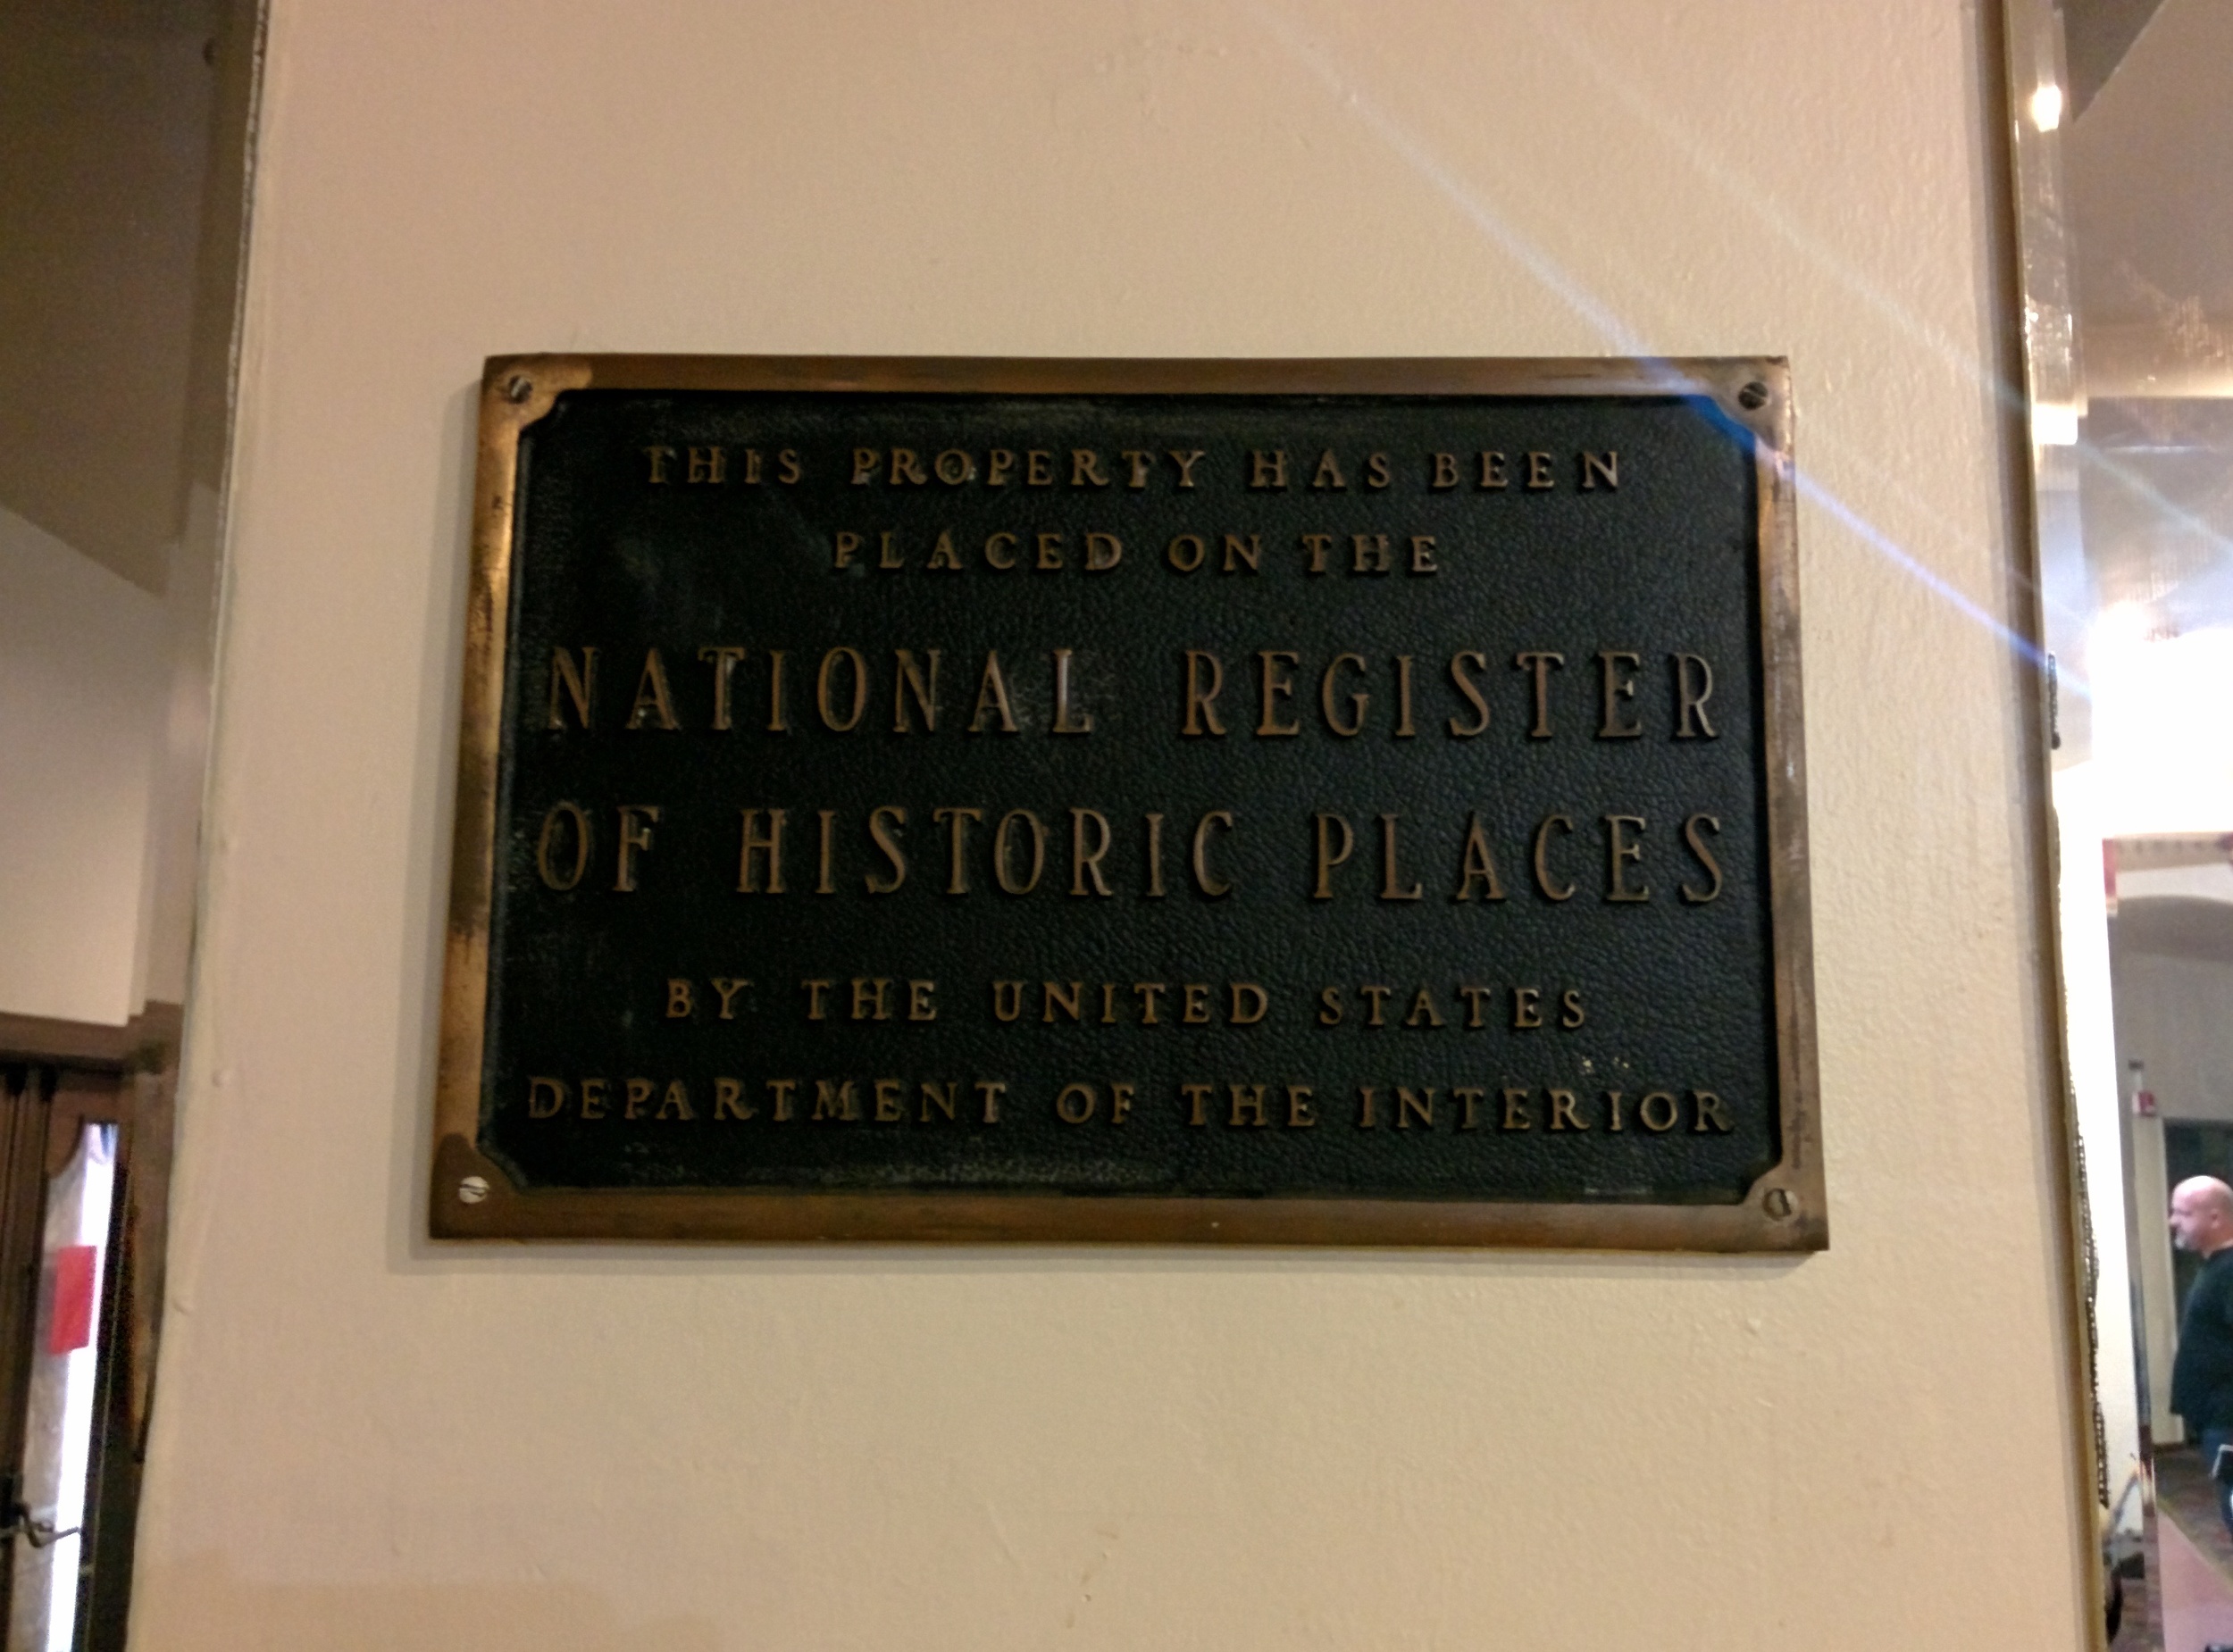 THIS PROPERTY HAS BEEN
PLACED ON THE
NATIONAL REGISTER
OF HISTORIC PLACES
BY THE UNITED STATES
DEPARTMENT OF THE INTERIOR